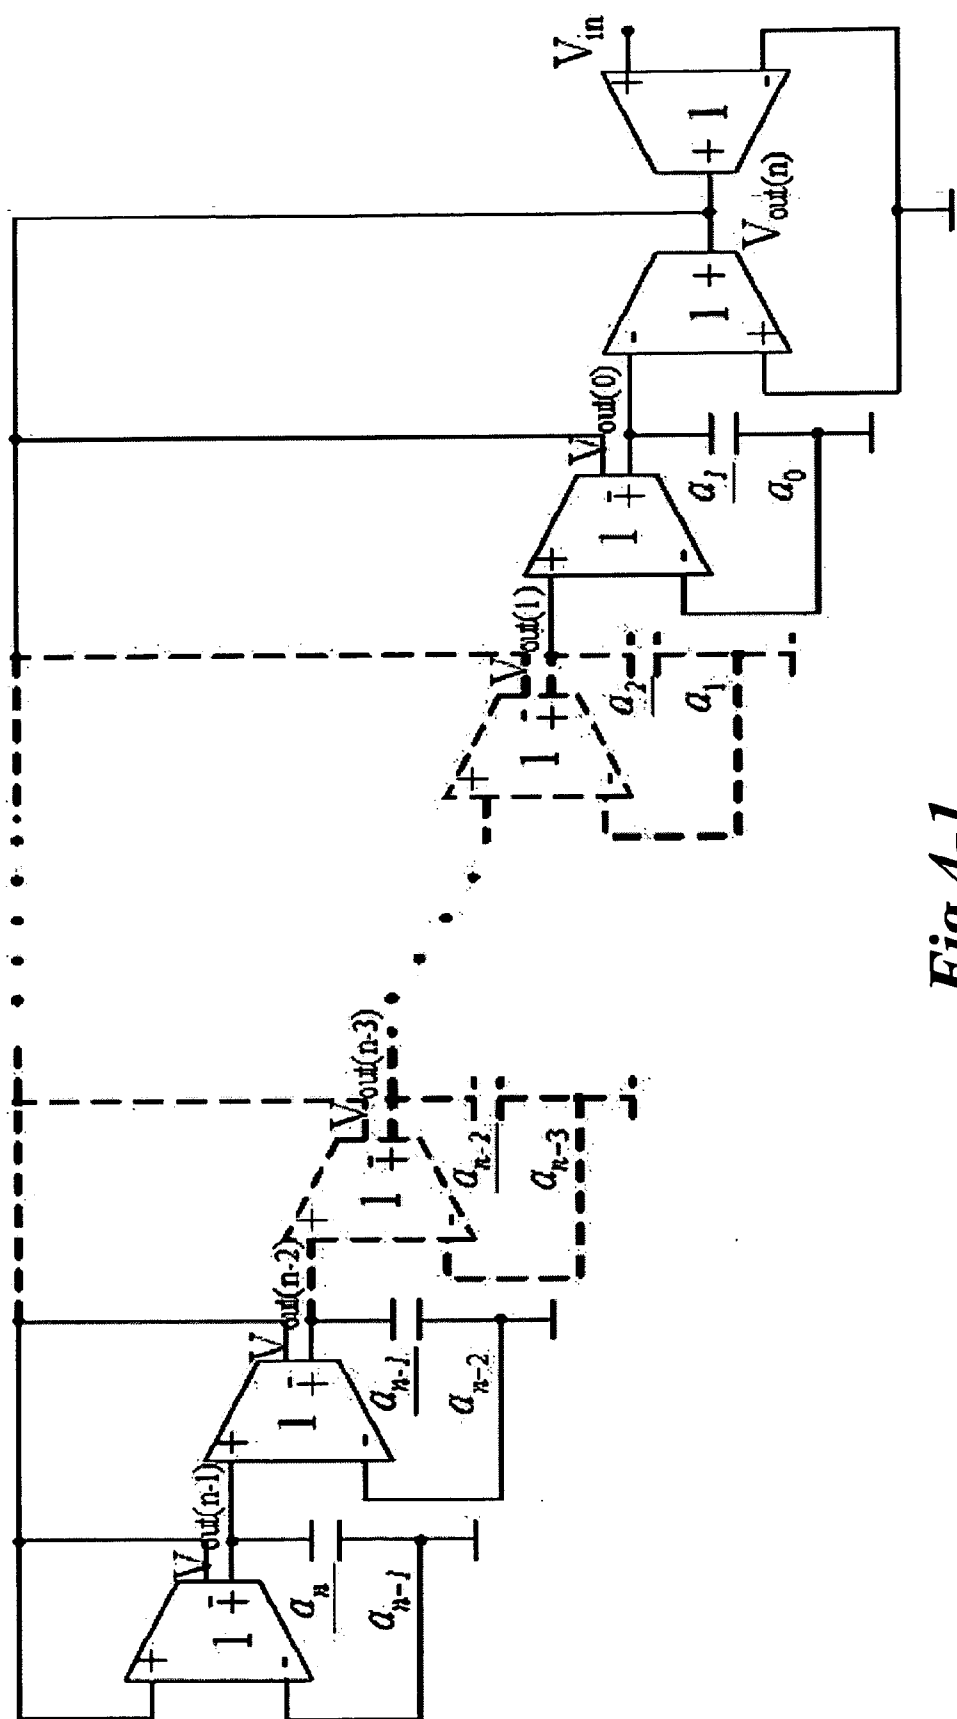 V_in
+
-
+ 1
V_out(n)
-
+
1 +
V_out(0)
+
-
1
-
+
a_1
a_0
V_out(1)
+
-
1
-
+
a_2
a_1
V_out(n-3)
+
-
1
-
+
a_n-2
a_n-3
V_out(n-2)
+
-
1
-
+
a_n-1
a_n-2
V_out(n-1)
+
-
1
-
+
a_n
a_n-1
Fig 4-1